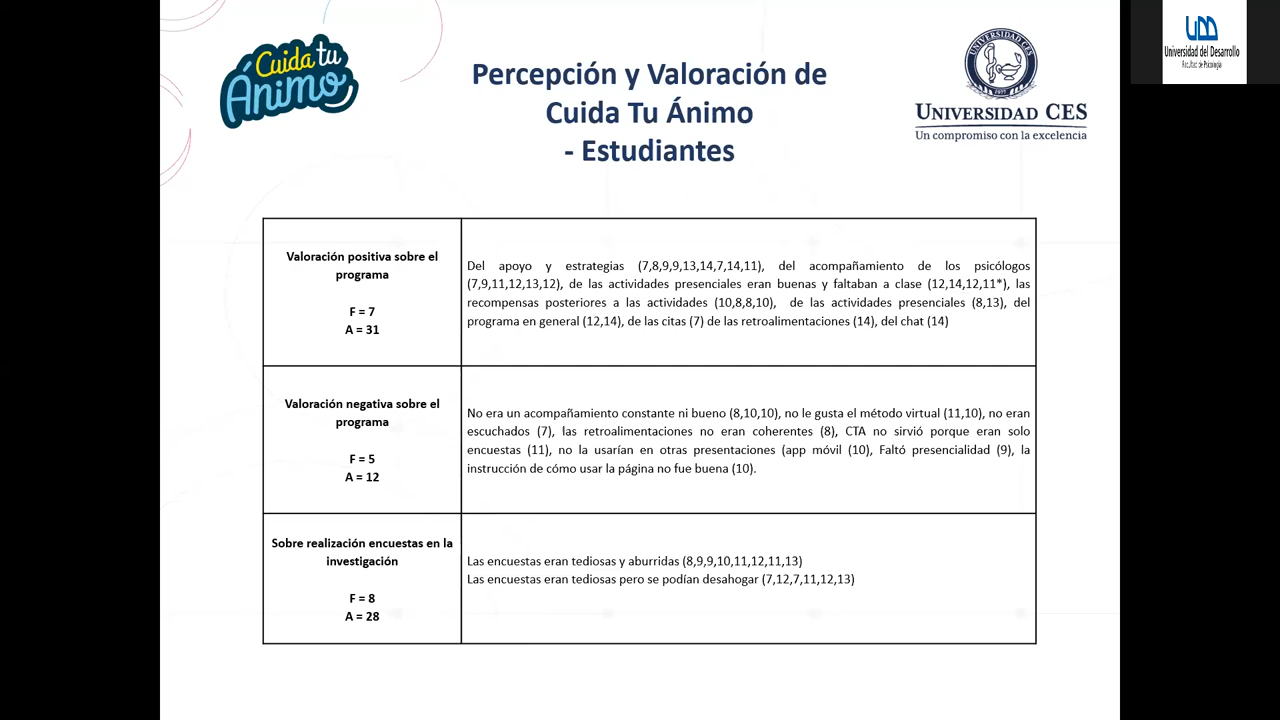 Cuida tu
Ánimo
Percepción y Valoración de
Cuida Tu Ánimo
- Estudiantes
UNIVERSIDAD CES
1977
UNIVERSIDAD CES
Un compromiso con la excelencia
Universidad del Desarrollo
Facultad de Psicología
Valoración positiva sobre el
programa
F = 7
A = 31
Del apoyo y estrategias (7,8,9,9,13,14,7,14,11), del acompañamiento de los psicólogos
(7,9,11,12,13,12), de las actividades presenciales eran buenas y faltaban a clase (12,14,12,11*), las
recompensas posteriores a las actividades (10,8,8,10), de las actividades presenciales (8,13), del
programa en general (12,14), de las citas (7) de las retroalimentaciones (14), del chat (14)
Valoración negativa sobre el
programa
F = 5
A = 12
No era un acompañamiento constante ni bueno (8,10,10), no le gusta el método virtual (11,10), no eran
escuchados (7), las retroalimentaciones no eran coherentes (8), CTA no sirvió porque eran solo
encuestas (11), no la usarían en otras presentaciones (app móvil (10), Faltó presencialidad (9), la
instrucción de cómo usar la página no fue buena (10).
Sobre realización encuestas en la
investigación
F = 8
A = 28
Las encuestas eran tediosas y aburridas (8,9,9,10,11,12,11,13)
Las encuestas eran tediosas pero se podían desahogar (7,12,7,11,12,13)